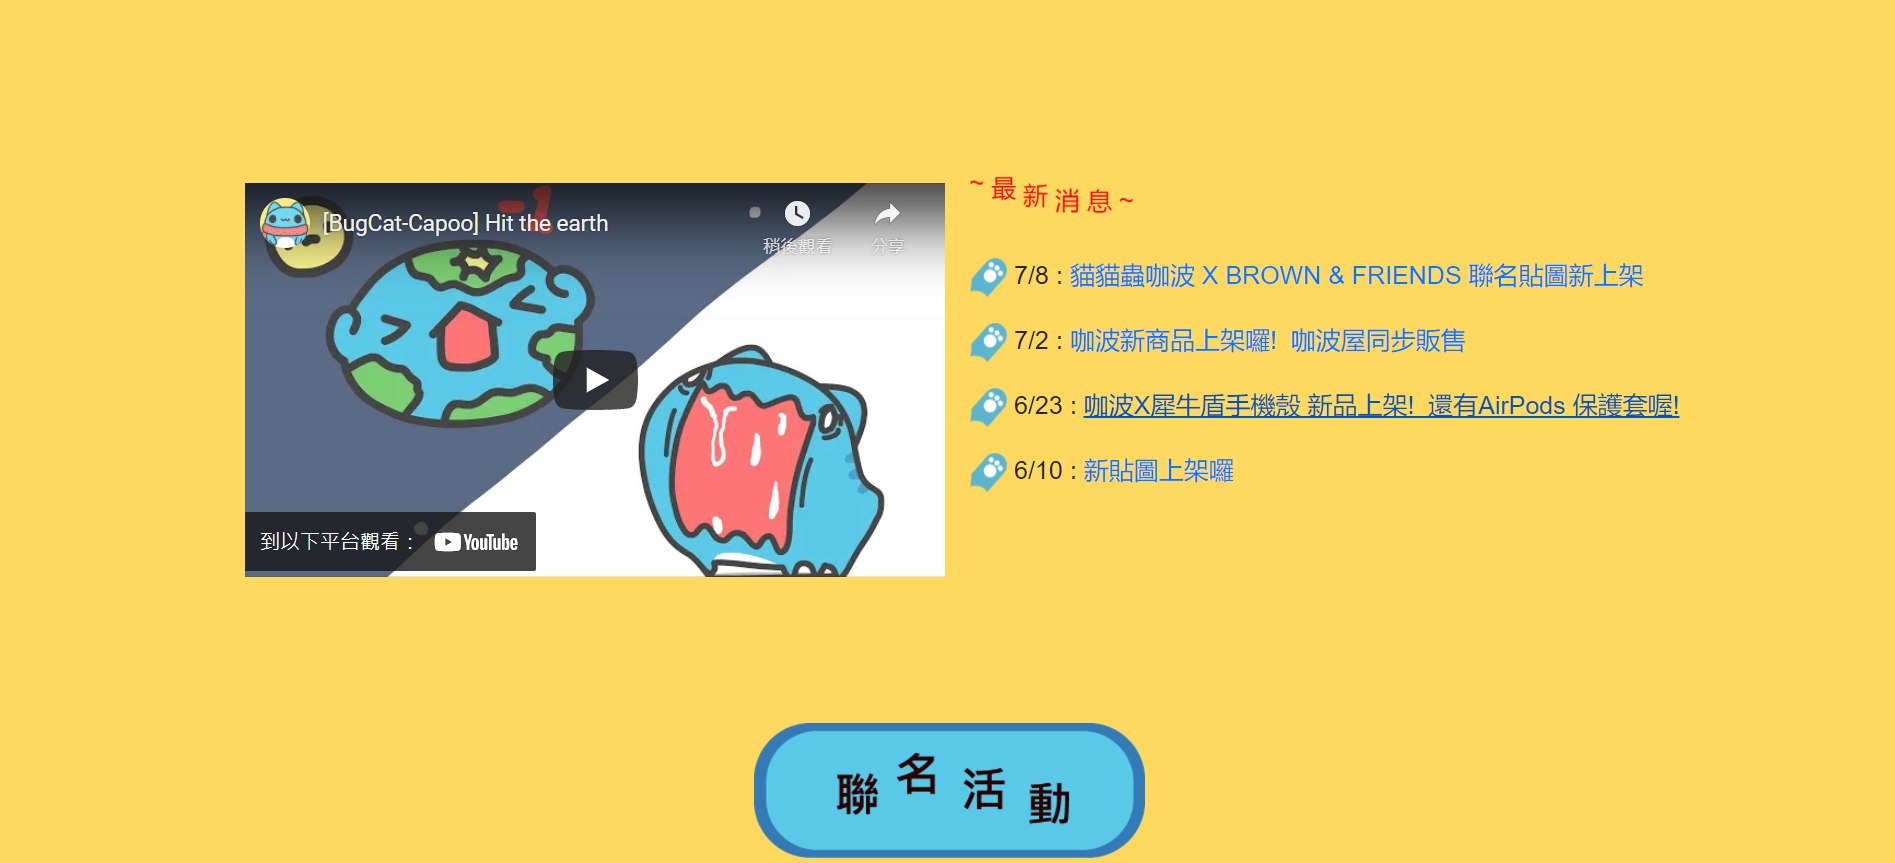 [BugCat-Capoo] Hit the earth
-1
稍後觀看
分享
到以下平台觀看：
YouTube
~ 最新消息 ~
7/8 : 貓貓蟲咖波 X BROWN & FRIENDS 聯名貼圖新上架
7/2 : 咖波新商品上架囉!  咖波屋同步販售
6/23 : 咖波X犀牛盾手機殼 新品上架!  還有AirPods 保護套喔!
6/10 : 新貼圖上架囉
聯名活動